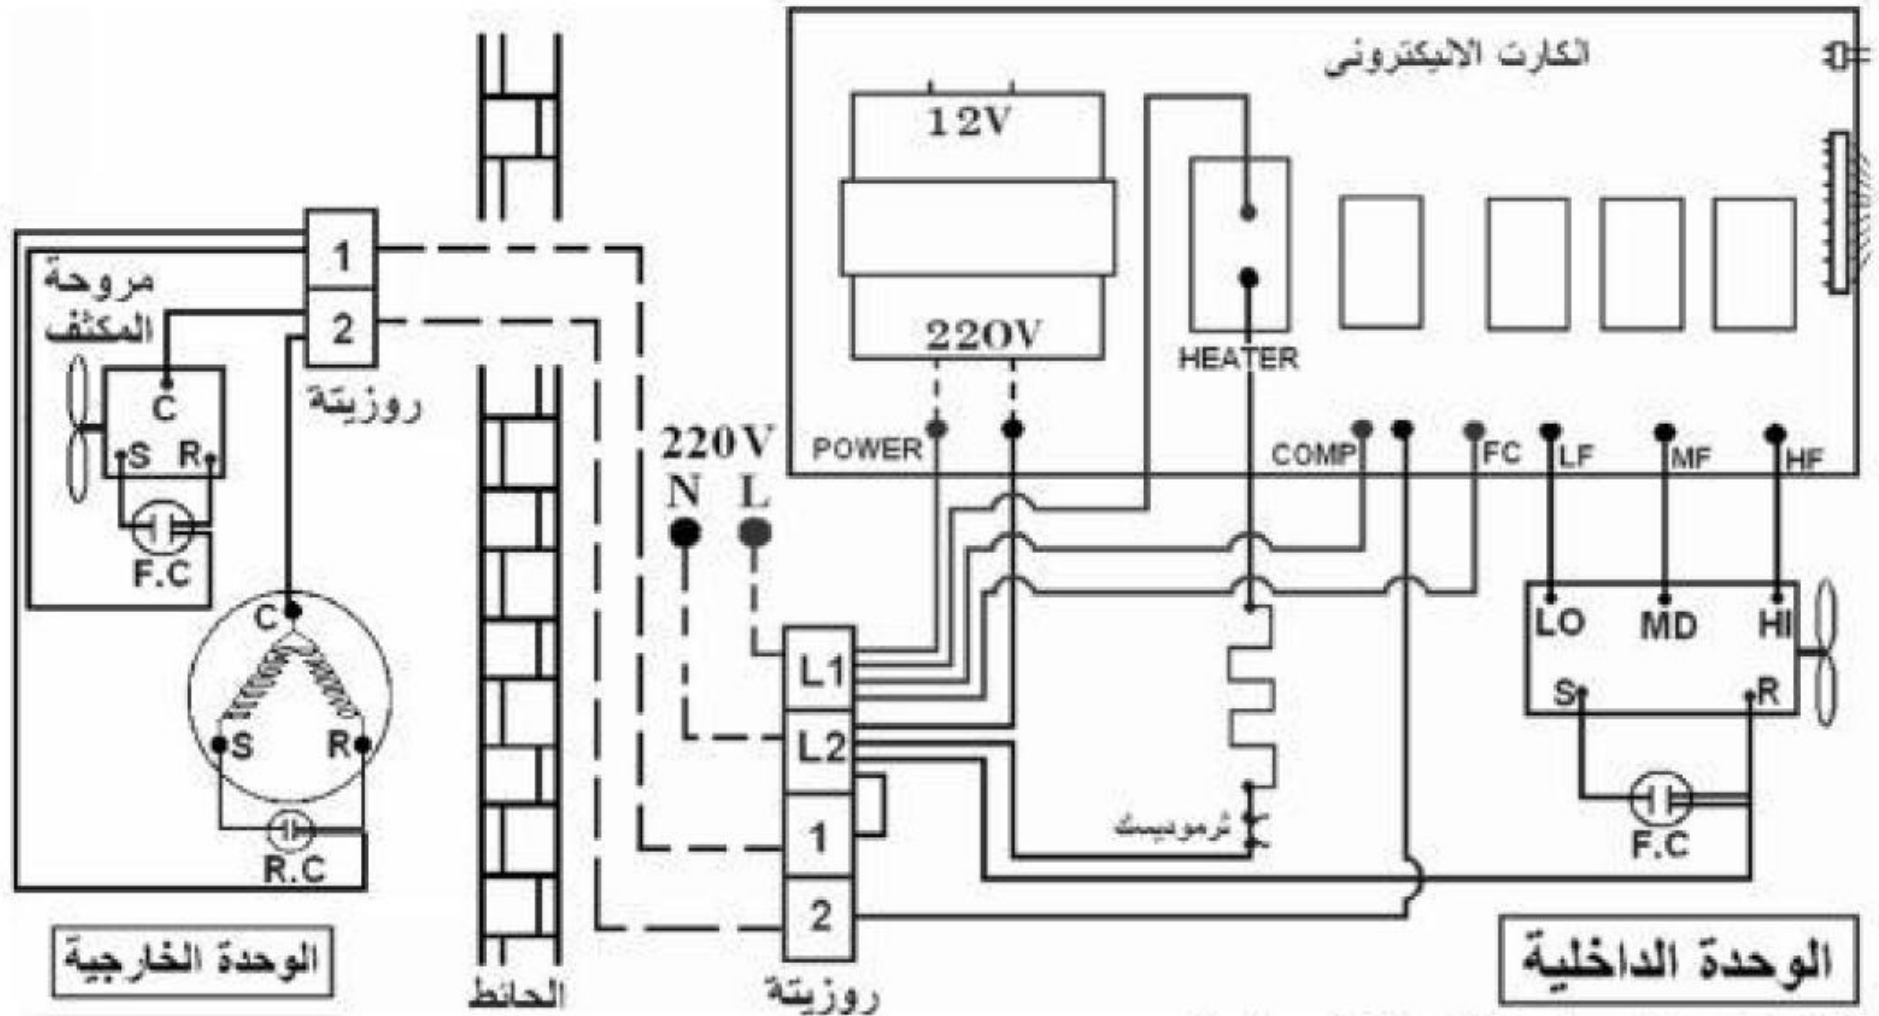 الكارت الاليكترونى
12V
220V
HEATER
POWER
COMP
FC
LF
MF
HF
1
2
روزيتة
مروحة
المكثف
C
S
R
F.C
C
S
R
R.C
220V
N
L
L1
L2
1
2
روزيتة
ثرموديسك
LO
MD
HI
S
R
F.C
الوحدة الخارجية
الحائط
الوحدة الداخلية